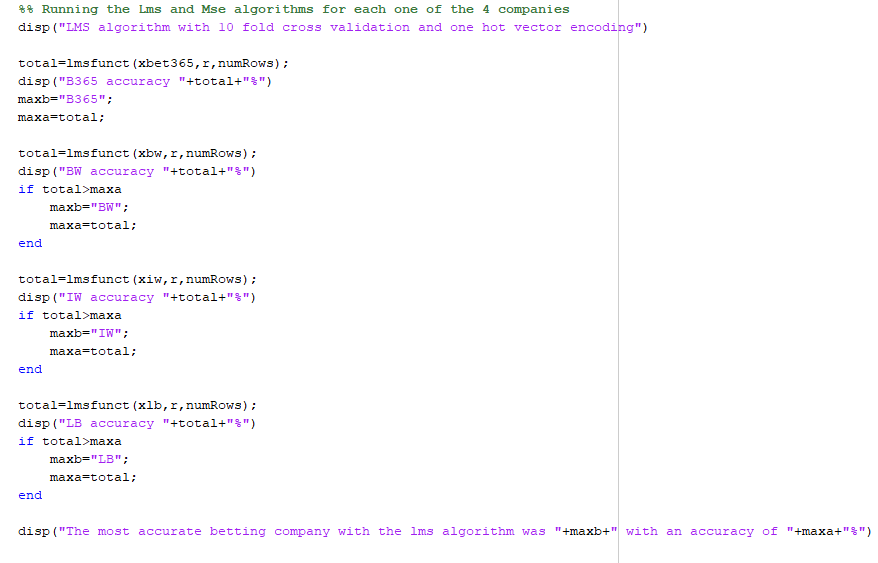 %% Running the Lms and Mse algorithms for each one of the 4 companies
disp("LMS algorithm with 10 fold cross validation and one hot vector encoding")
total=lmsfunct(xbet365,r,numRows);
disp("B365 accuracy "+total+"%")
maxb="B365";
maxa=total;
total=lmsfunct(xbw,r,numRows);
disp("BW accuracy "+total+"%")
if total>maxa
maxb="BW";
maxa=total;
end
total=lmsfunct(xiw,r,numRows);
disp("IW accuracy "+total+"%")
if total>maxa
maxb="IW";
maxa=total;
end
total=lmsfunct(xlb,r,numRows);
disp("LB accuracy "+total+"%")
if total>maxa
maxb="LB";
maxa=total;
end
disp("The most accurate betting company with the lms algorithm was "+maxb+" with an accuracy of "+maxa+"%")